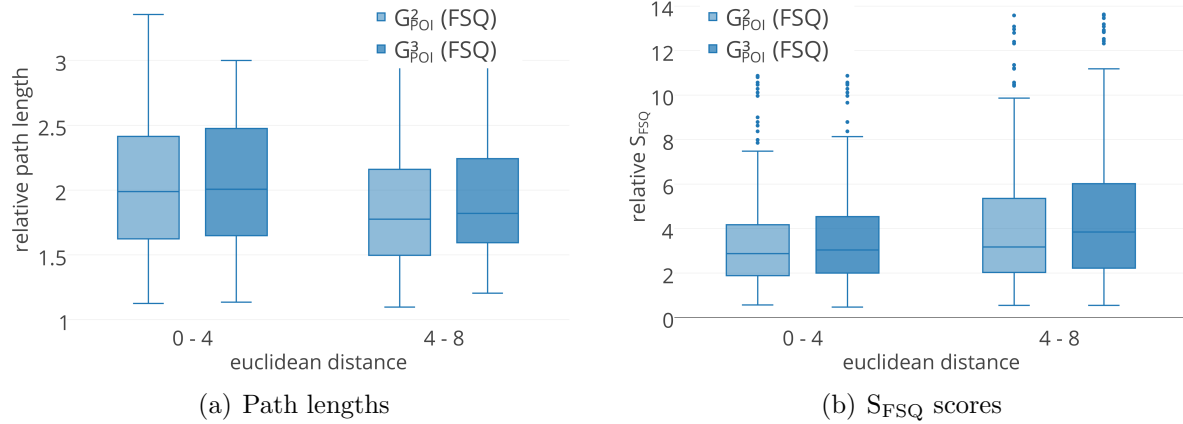 G²POI (FSQ)
G³POI (FSQ)
relative path length
3
2.5
2
1.5
1
0 - 4
4 - 8
euclidean distance
(a) Path lengths
G²POI (FSQ)
G³POI (FSQ)
relative SFSQ
14
12
10
8
6
4
2
0
0 - 4
4 - 8
euclidean distance
(b) SFSQ scores